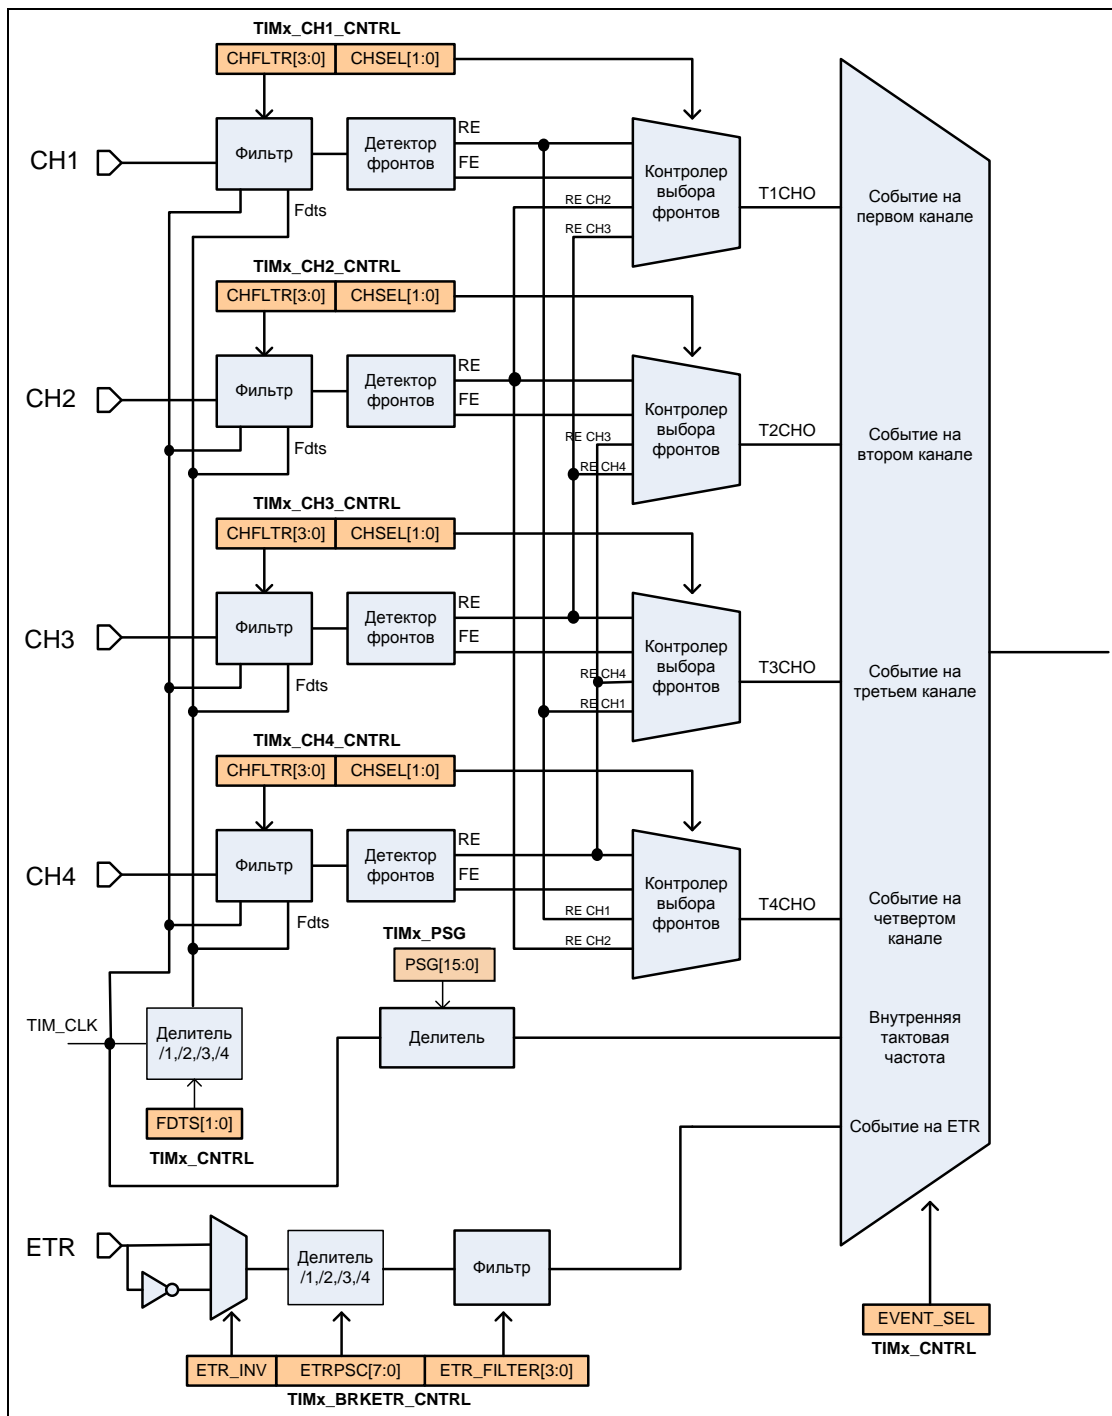 TIMx_CH1_CNTRL
CHFLTR[3:0] CHSEL[1:0]
CH1
Фильтр
Детектор
фронтов
RE
FE
RE CH2
RE CH3
Fdts
Контролер
выбора
фронтов
T1CHO
Событие на
первом канале
TIMx_CH2_CNTRL
CHFLTR[3:0] CHSEL[1:0]
CH2
Фильтр
Детектор
фронтов
RE
FE
RE CH3
RE CH4
Fdts
Контролер
выбора
фронтов
T2CHO
Событие на
втором канале
TIMx_CH3_CNTRL
CHFLTR[3:0] CHSEL[1:0]
CH3
Фильтр
Детектор
фронтов
RE
FE
RE CH4
RE CH1
Fdts
Контролер
выбора
фронтов
T3CHO
Событие на
третьем канале
TIMx_CH4_CNTRL
CHFLTR[3:0] CHSEL[1:0]
CH4
Фильтр
Детектор
фронтов
RE
FE
RE CH1
RE CH2
Fdts
Контролер
выбора
фронтов
T4CHO
Событие на
четвертом
канале
TIMx_PSG
PSG[15:0]
TIM_CLK
Делитель
/1,/2,/3,/4
Делитель
Внутренняя
тактовая
частота
FDTS[1:0]
TIMx_CNTRL
Событие на ETR
ETR
Делитель
/1,/2,/3,/4
Фильтр
EVENT_SEL
TIMx_CNTRL
ETR_INV ETRPSC[7:0] ETR_FILTER[3:0]
TIMx_BRKETR_CNTRL